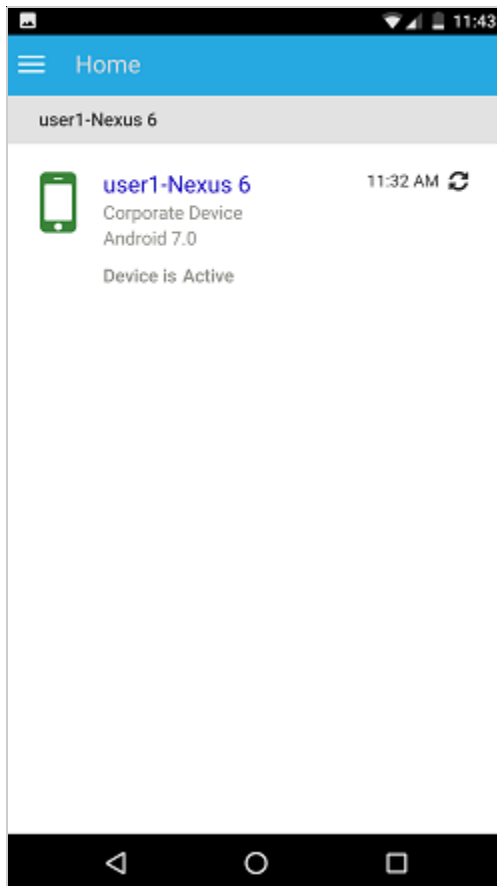 11:43
Home
user1-Nexus 6
user1-Nexus 6
11:32 AM
Corporate Device
Android 7.0
Device is Active